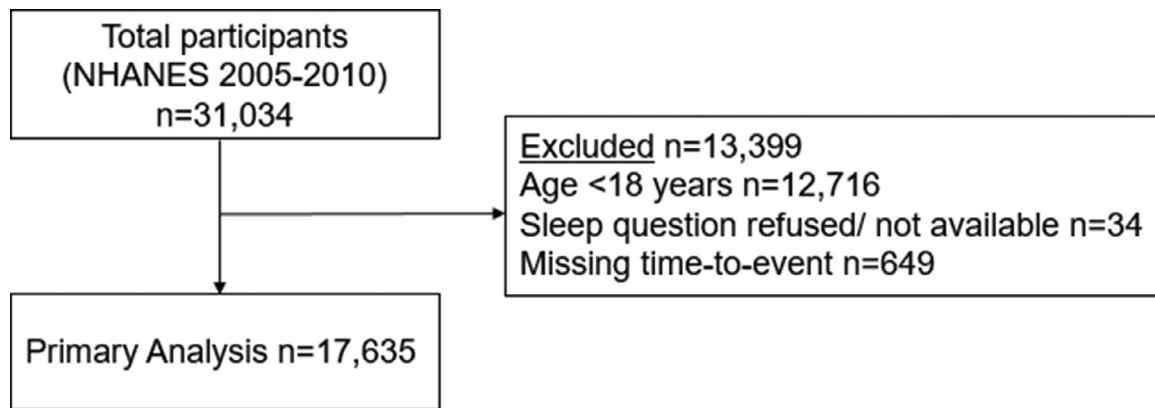 Total participants
(NHANES 2005-2010)
n=31,034
Excluded n=13,399
Age <18 years n=12,716
Sleep question refused/ not available n=34
Missing time-to-event n=649
Primary Analysis n=17,635